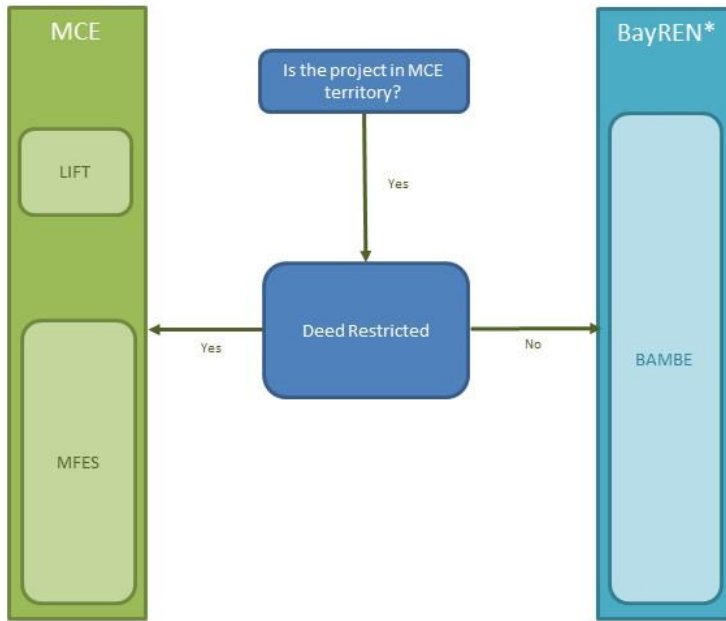 MCE
BayREN*
Is the project in MCE
territory?
LIFT
Yes
Deed Restricted
Yes
No
BAMBE
MFES